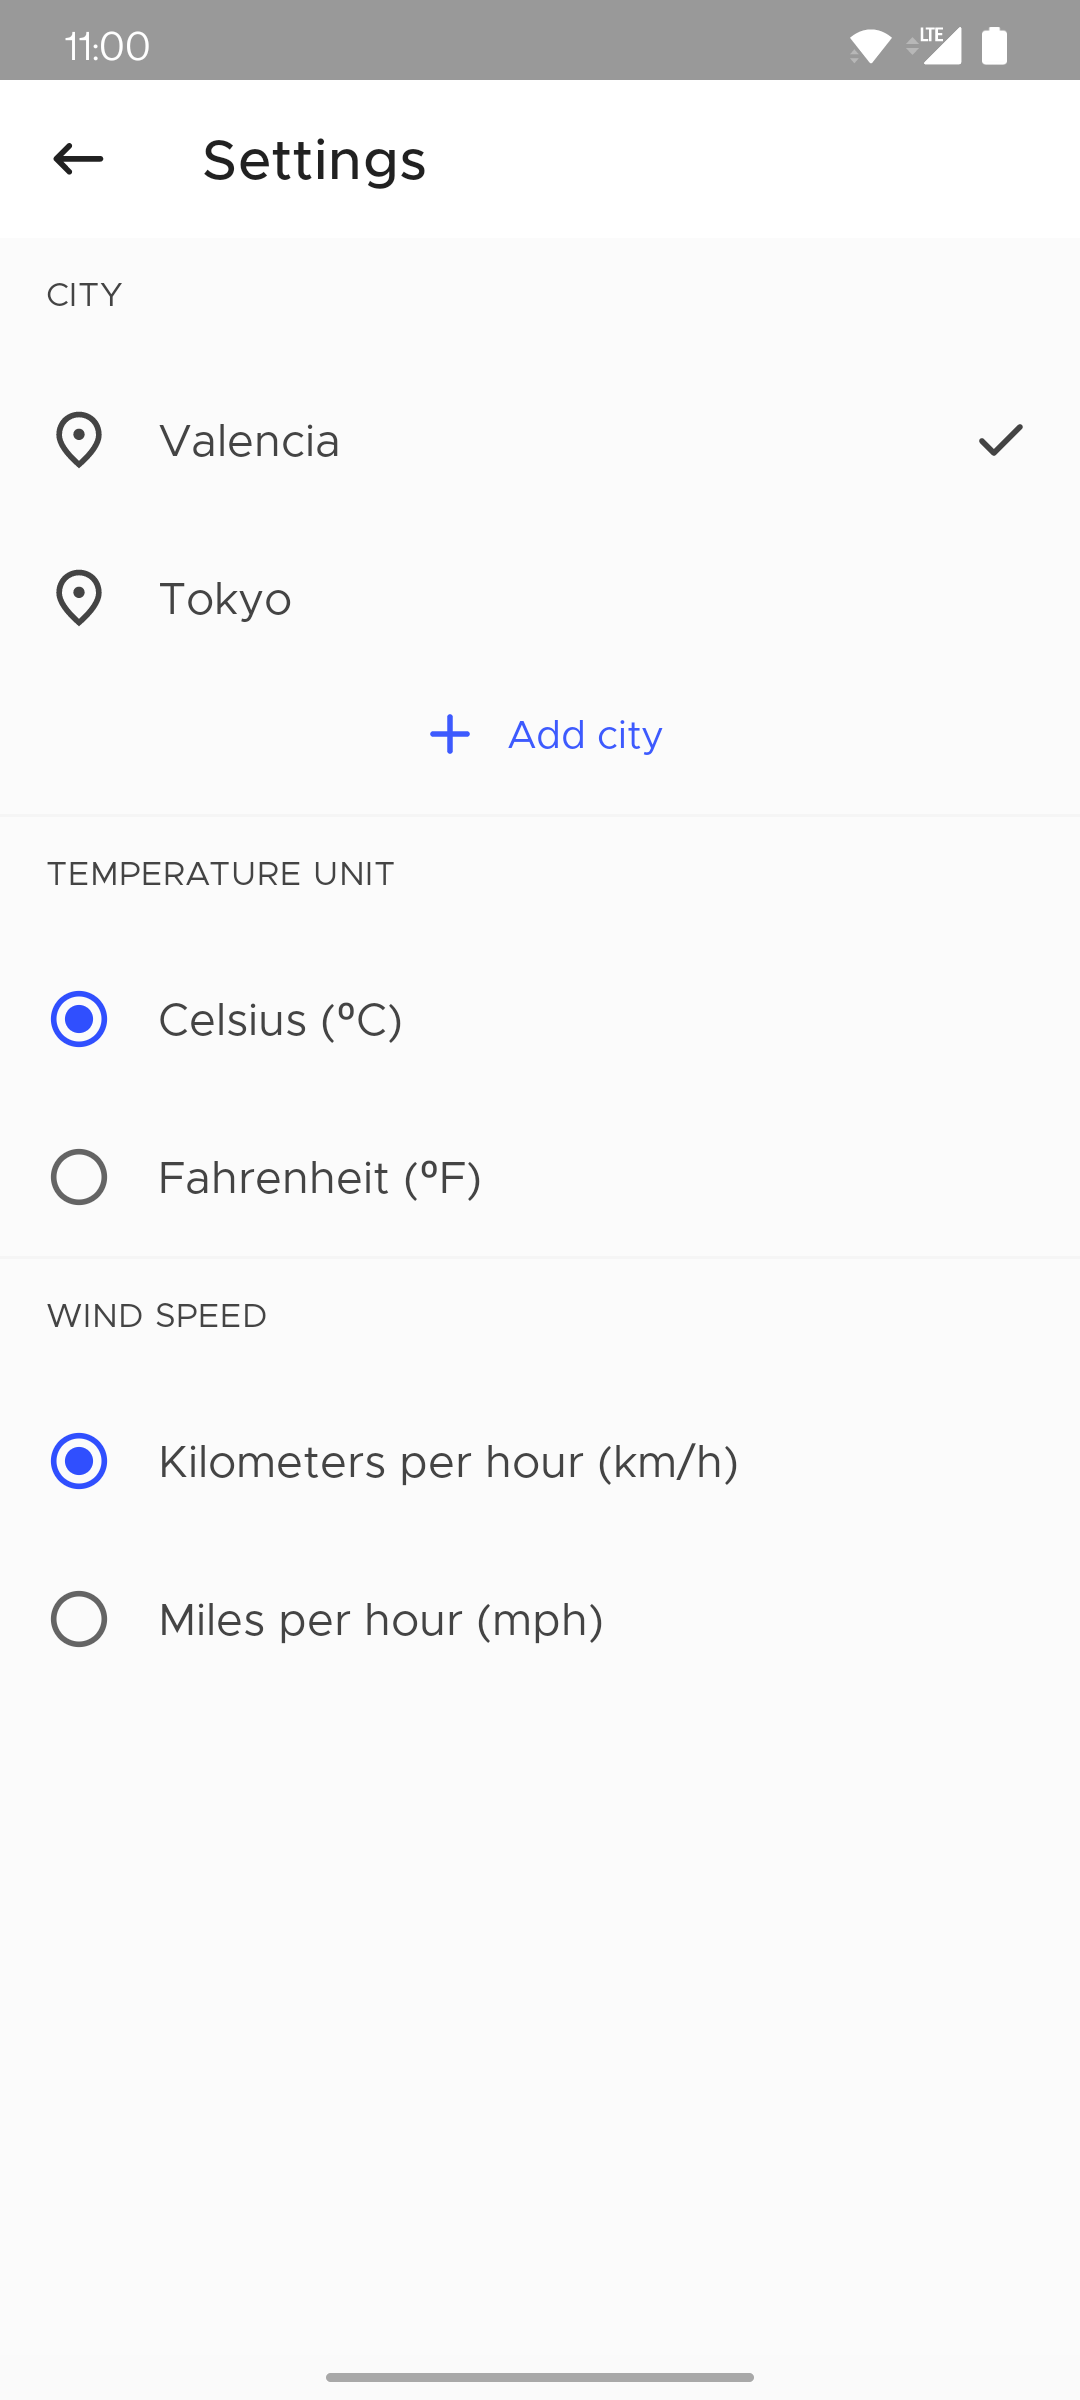 11:00
LTE
Settings
CITY
Valencia
Tokyo
Add city
TEMPERATURE UNIT
Celsius (ºC)
Fahrenheit (ºF)
WIND SPEED
Kilometers per hour (km/h)
Miles per hour (mph)